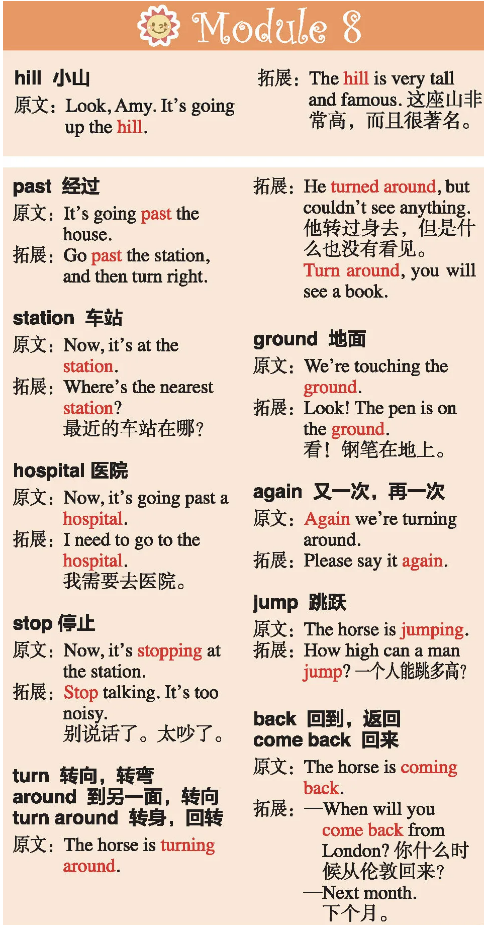 Module 8
hill 小山
原文：Look, Amy. It's going
up the hill.
拓展：The hill is very tall
and famous. 这座山非
常高，而且很著名。
past 经过
原文：It's going past the
house.
拓展：Go past the station,
and then turn right.
station 车站
原文：Now, it's at the
station.
拓展：Where's the nearest
station?
最近的车站在哪？
hospital 医院
原文：Now, it's going past a
hospital.
拓展：I need to go to the
hospital.
我需要去医院。
stop 停止
原文：Now, it's stopping at
the station.
拓展：Stop talking. It's too
noisy.
别说话了。太吵了。
turn 转向，转弯
around 到另一面，转向
turn around 转身，回转
原文：The horse is turning
around.
拓展：He turned around, but
couldn't see anything.
他转过身去，但是什
么也没有看见。
Turn around, you will
see a book.
ground 地面
原文：We're touching the
ground.
拓展：Look! The pen is on
the ground.
看！钢笔在地上。
again 又一次，再一次
原文：Again we're turning
around.
拓展：Please say it again.
jump 跳跃
原文：The horse is jumping.
拓展：How high can a man
jump? 一个人能跳多高？
back 回到，返回
come back 回来
原文：The horse is coming
back.
拓展：—When will you
come back from
London? 你什么时
候从伦敦回来？
—Next month.
下个月。